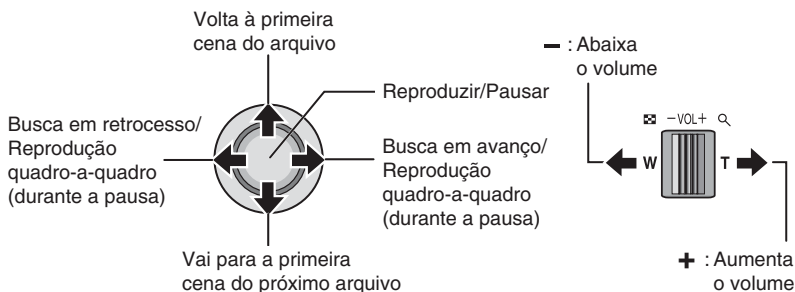 Volta à primeira
cena do arquivo
Reproduzir/Pausar
Busca em retrocesso/
Reprodução
quadro-a-quadro
(durante a pausa)
Busca em avanço/
Reprodução
quadro-a-quadro
(durante a pausa)
Vai para a primeira
cena do próximo arquivo
– : Abaixa
o volume
–VOL+
W
T
+ : Aumenta
o volume